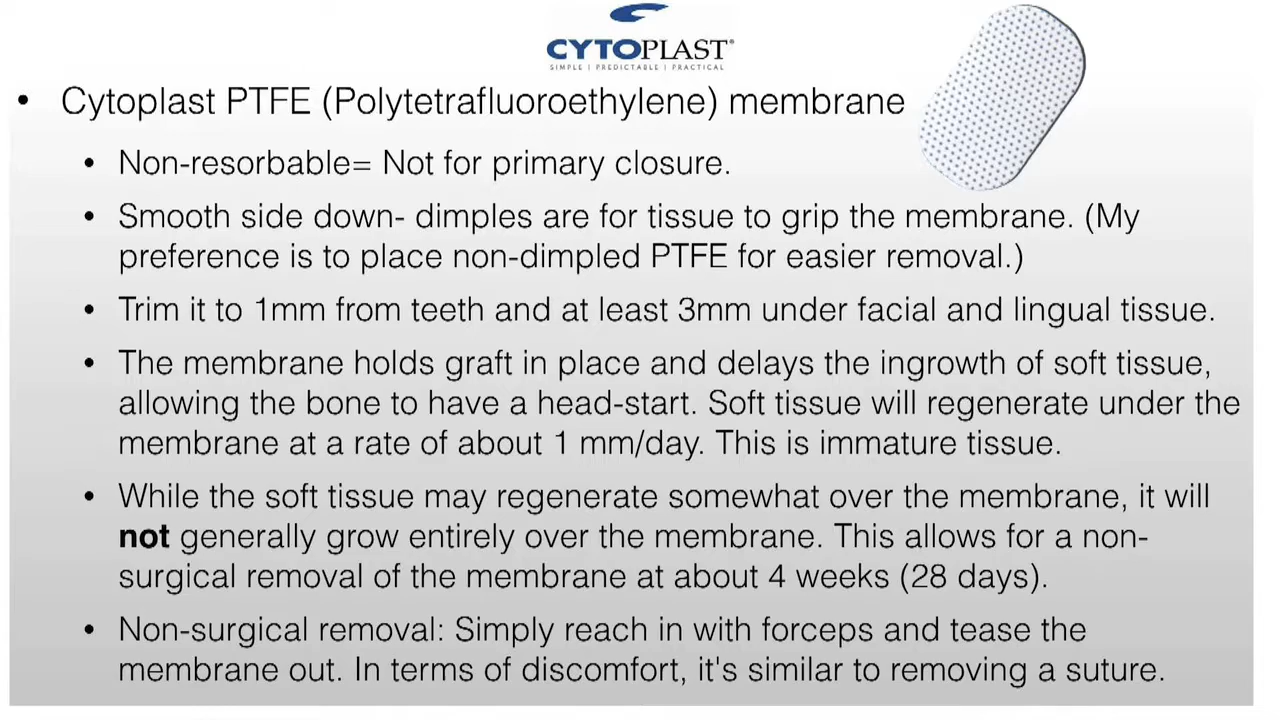 CYTOPLAST®
SIMPLE | PREDICTABLE | PRACTICAL
• Cytoplast PTFE (Polytetrafluoroethylene) membrane
• Non-resorbable= Not for primary closure.
• Smooth side down- dimples are for tissue to grip the membrane. (My
preference is to place non-dimpled PTFE for easier removal.)
• Trim it to 1mm from teeth and at least 3mm under facial and lingual tissue.
• The membrane holds graft in place and delays the ingrowth of soft tissue,
allowing the bone to have a head-start. Soft tissue will regenerate under the
membrane at a rate of about 1 mm/day. This is immature tissue.
• While the soft tissue may regenerate somewhat over the membrane, it will
not generally grow entirely over the membrane. This allows for a non-
surgical removal of the membrane at about 4 weeks (28 days).
• Non-surgical removal: Simply reach in with forceps and tease the
membrane out. In terms of discomfort, it's similar to removing a suture.